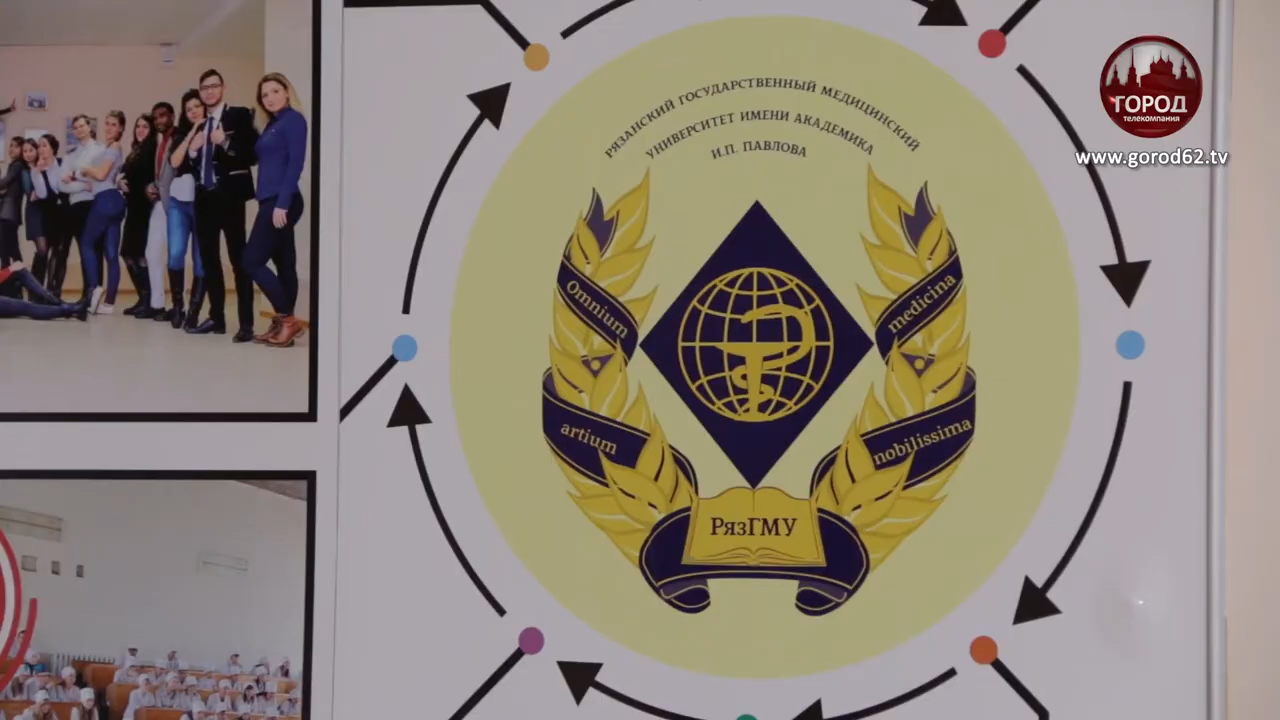 РЯЗАНСКИЙ ГОСУДАРСТВЕННЫЙ МЕДИЦИНСКИЙ
УНИВЕРСИТЕТ ИМЕНИ АКАДЕМИКА
И.П. ПАВЛОВА
Omnium
medicina
artium
nobilissima
РязГМУ
ГОРОД
телекомпания
www.gorod62.tv